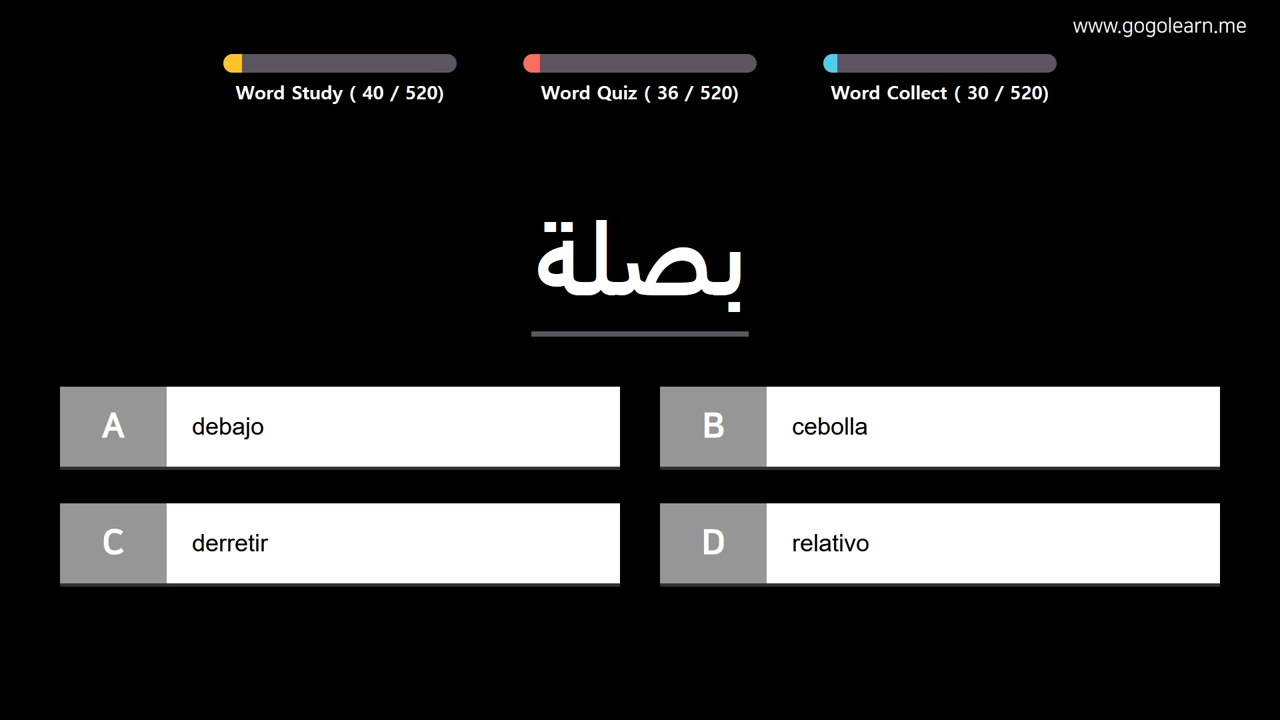 www.gogolearn.me
Word Study ( 40 / 520)
Word Quiz ( 36 / 520)
Word Collect ( 30 / 520)
بصلة
A debajo
B cebolla
C derretir
D relativo